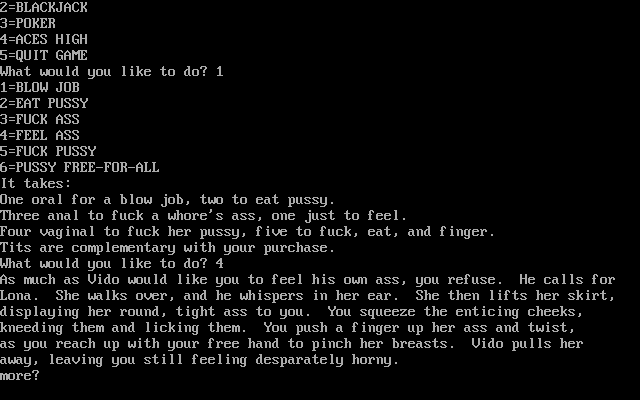 2=BLACKJACK
3=POKER
4=ACES HIGH
5=QUIT GAME
What would you like to do? 1
1=BLOW JOB
2=EAT PUSSY
3=FUCK ASS
4=FEEL ASS
5=FUCK PUSSY
6=PUSSY FREE-FOR-ALL
It takes:
One oral for a blow job, two to eat pussy.
Three anal to fuck a whore's ass, one just to feel.
Four vaginal to fuck her pussy, five to fuck, eat, and finger.
Tits are complementary with your purchase.
What would you like to do? 4
As much as Vido would like you to feel his own ass, you refuse.  He calls for
Lona.  She walks over, and he whispers in her ear.  She then lifts her skirt,
displaying her round, tight ass to you.  You squeeze the enticing cheeks,
kneeding them and licking them.  You push a finger up her ass and twist,
as you reach up with your free hand to pinch her breasts.  Vido pulls her
away, leaving you still feeling desparately horny.
more?